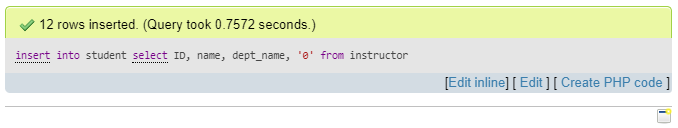 12 rows inserted. (Query took 0.7572 seconds.)
insert into student select ID, name, dept_name, '0' from instructor
[Edit inline] [ Edit ] [ Create PHP code ]